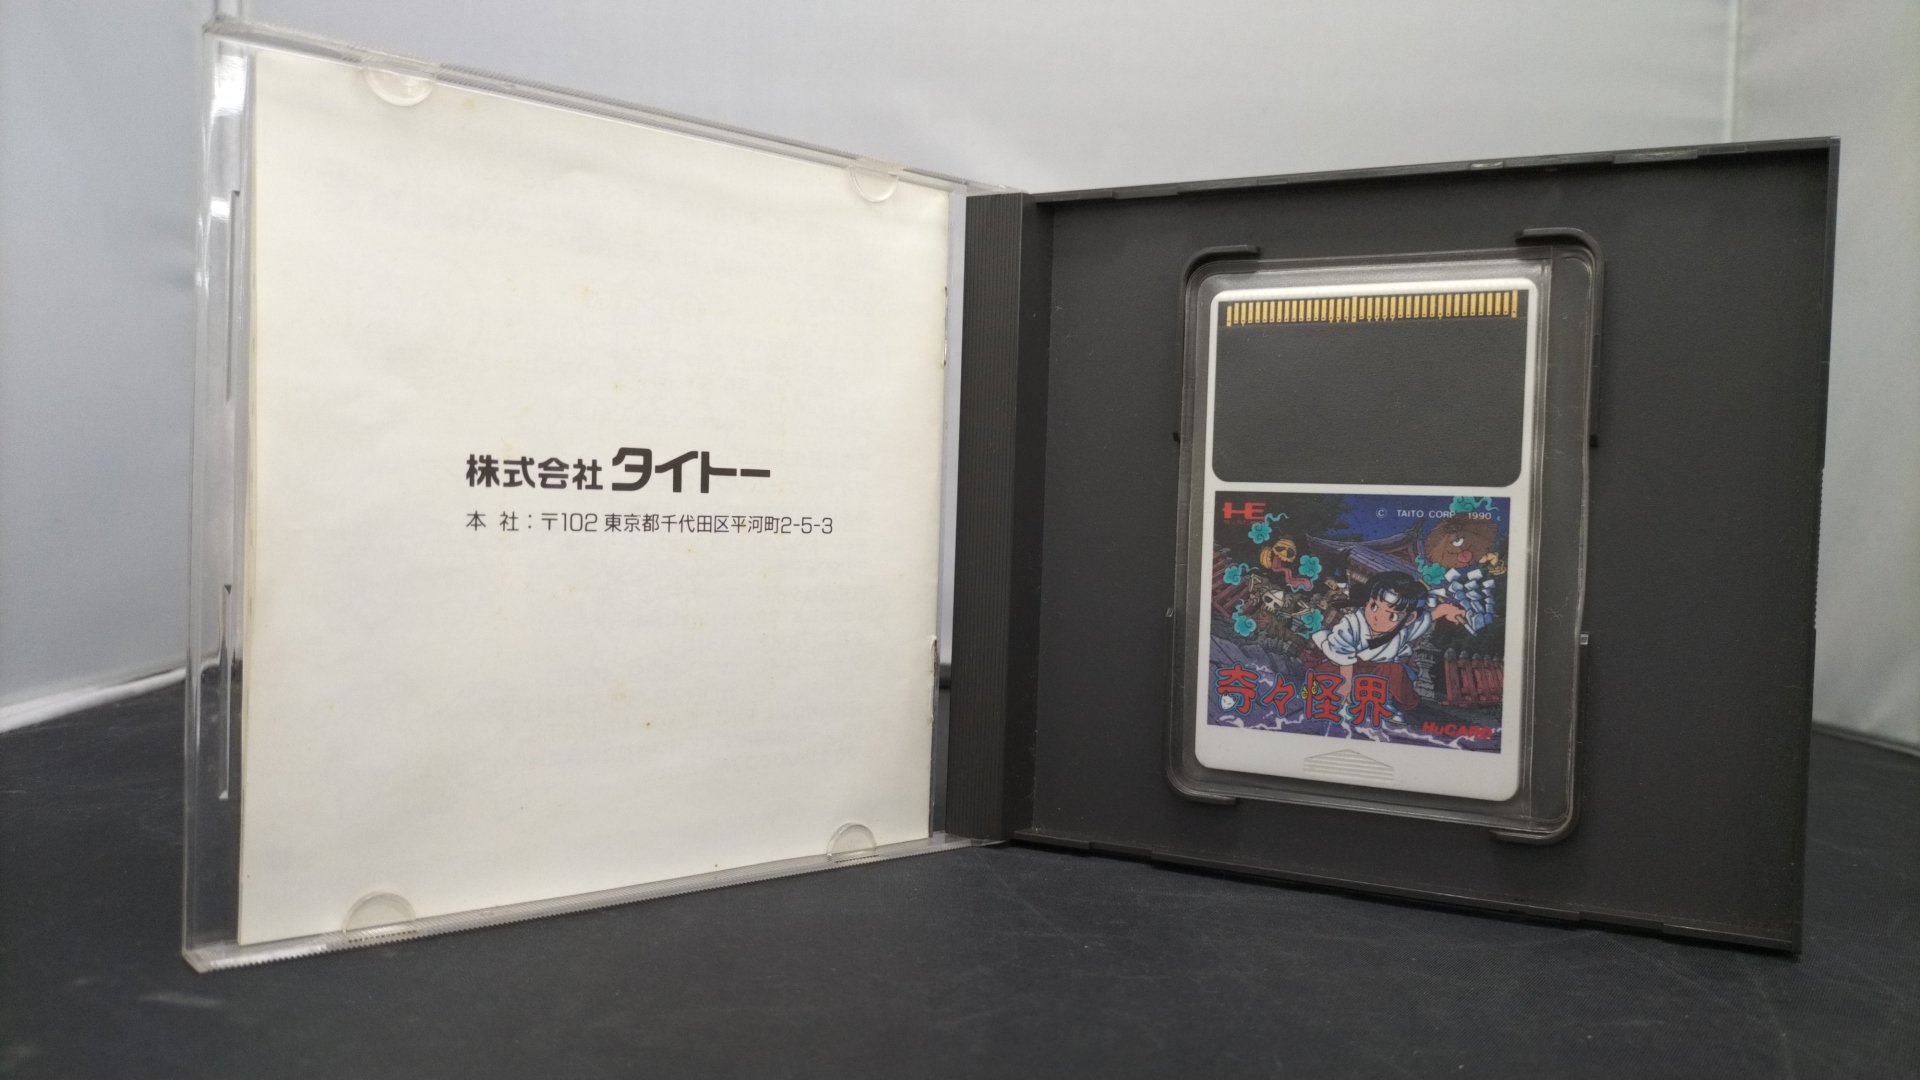 株式会社 タイトー
本 社：〒102 東京都千代田区平河町2-5-3
HE
© TAITO CORP. 1990
奇々怪界
HuCARD